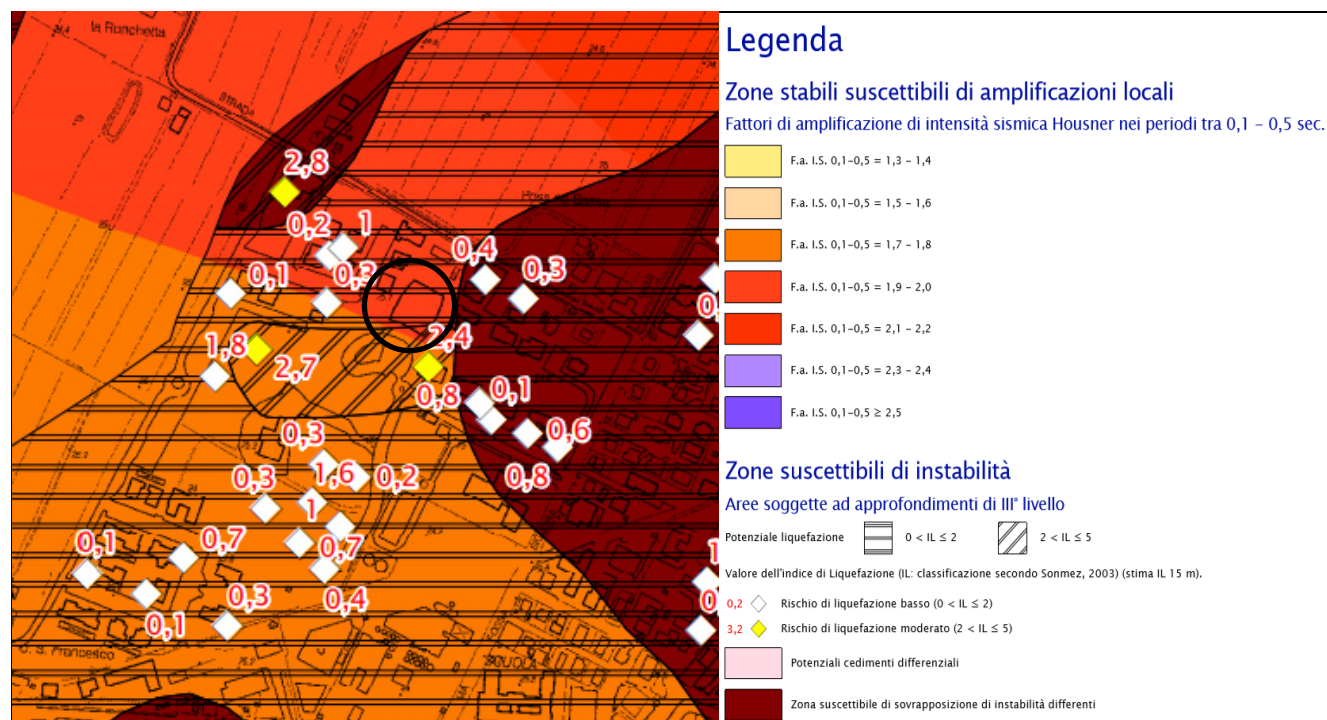 la Ronchetta
STRADA
2,8
0,2
1
0,1
0,3
0,4
0,3
1,8
2,7
2,4
0,8
0,1
0,6
0,8
0,3
0,3
1,6
0,2
1
0,1
0,7
0,7
0,1
0,3
0,4
S. Francesco
SCUOLA
Legenda
Zone stabili suscettibili di amplificazioni locali
Fattori di amplificazione di intensità sismica Housner nei periodi tra 0,1 – 0,5 sec.
F.a. I.S. 0,1-0,5 = 1,3 – 1,4
F.a. I.S. 0,1-0,5 = 1,5 – 1,6
F.a. I.S. 0,1-0,5 = 1,7 – 1,8
F.a. I.S. 0,1-0,5 = 1,9 – 2,0
F.a. I.S. 0,1-0,5 = 2,1 – 2,2
F.a. I.S. 0,1-0,5 = 2,3 – 2,4
F.a. I.S. 0,1-0,5 ≥ 2,5
Zone suscettibili di instabilità
Aree soggette ad approfondimenti di III° livello
Potenziale liquefazione 0 < IL ≤ 2 2 < IL ≤ 5
Valore dell'indice di Liquefazione (IL: classificazione secondo Sonmez, 2003) (stima IL 15 m).
0,2 Rischio di liquefazione basso (0 < IL ≤ 2)
3,2 Rischio di liquefazione moderato (2 < IL ≤ 5)
Potenziali cedimenti differenziali
Zona suscettibile di sovrapposizione di instabilità differenti